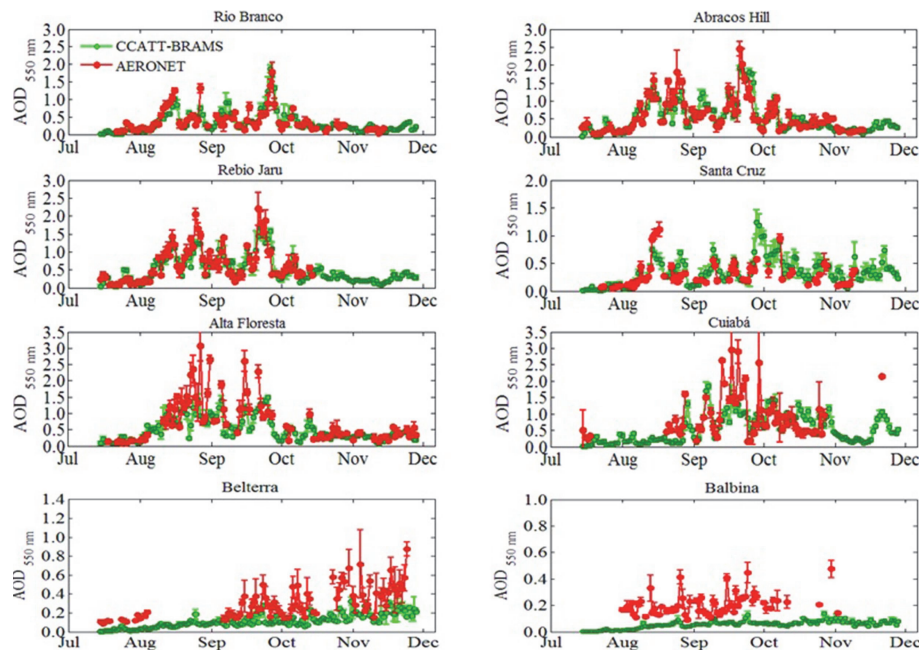 Rio Branco
3.0
2.5
2.0
1.5
1.0
0.5
0.0
AOD 550 nm
CCATT-BRAMS
AERONET
Jul Aug Sep Oct Nov Dec
Abracos Hill
3.0
2.5
2.0
1.5
1.0
0.5
0.0
AOD 550 nm
Jul Aug Sep Oct Nov Dec
Rebio Jaru
3.0
2.5
2.0
1.5
1.0
0.5
0.0
AOD 550 nm
Jul Aug Sep Oct Nov Dec
Santa Cruz
2.0
1.5
1.0
0.5
0.0
AOD 550 nm
Jul Aug Sep Oct Nov Dec
Alta Floresta
3.5
3.0
2.5
2.0
1.5
1.0
0.5
0.0
AOD 550 nm
Jul Aug Sep Oct Nov Dec
Cuiabá
3.5
3.0
2.5
2.0
1.5
1.0
0.5
0.0
AOD 550 nm
Jul Aug Sep Oct Nov Dec
Belterra
1.4
1.2
1.0
0.8
0.6
0.4
0.2
0.0
AOD 550 nm
Jul Aug Sep Oct Nov Dec
Balbina
1.0
0.8
0.6
0.4
0.2
0.0
AOD 550 nm
Jul Aug Sep Oct Nov Dec